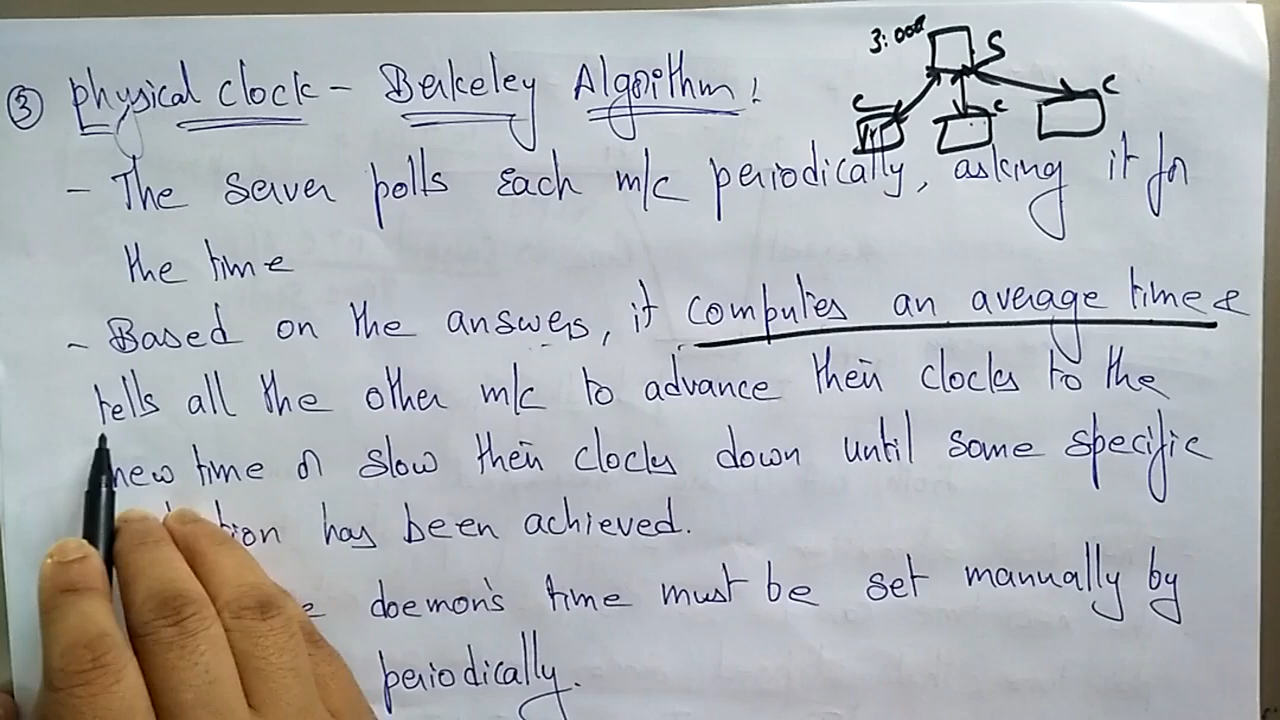 3:00
S
C
C
C
③ Physical clock - Berkeley Algorithm:
- The server polls Each m/c periodically, asking it for
the time
- Based on the answers, it computes an average time &
tells all the other m/c to advance their clocks to the
new time or slow their clocks down until some specific
has been achieved.
doemon's time must be set manually by
periodically.